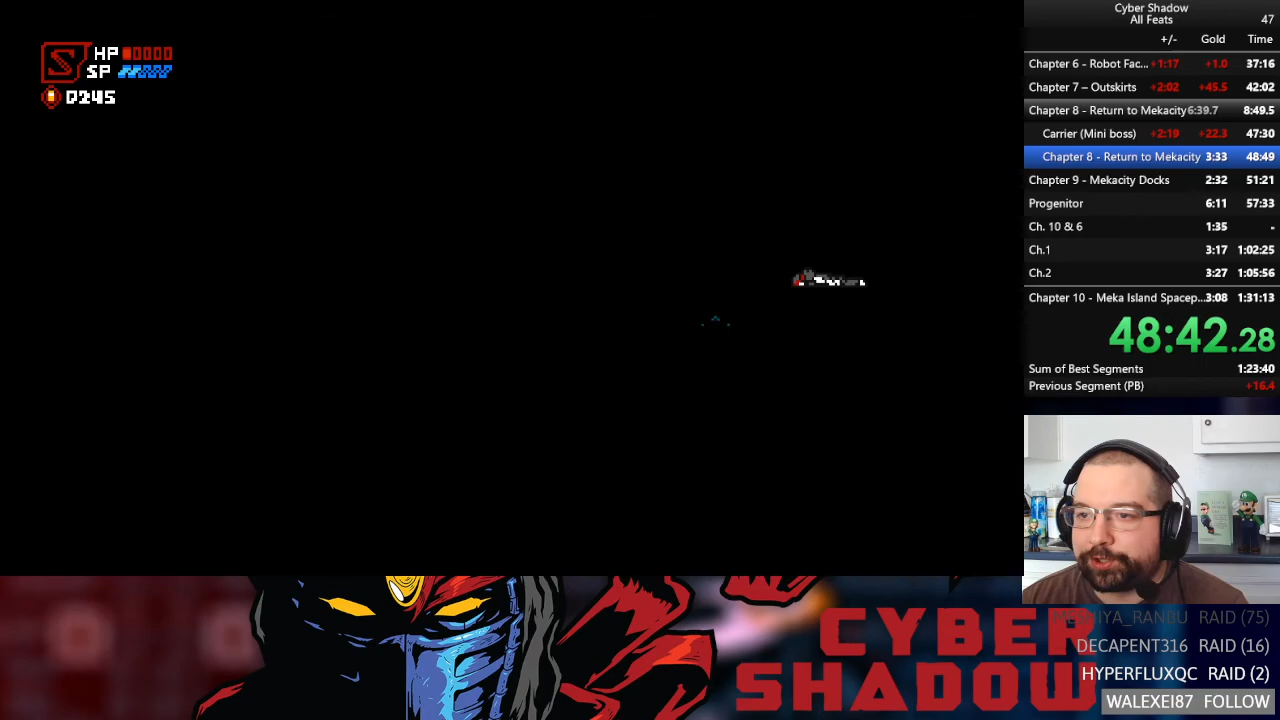 HP
SP
0245
Cyber Shadow
All Feats 47
+/- Gold Time
Chapter 6 - Robot Fac... +1:17 +1.0 37:16
Chapter 7 – Outskirts +2:02 +45.5 42:02
Chapter 8 - Return to Mekacity 6:39.7 8:49.5
Carrier (Mini boss) +2:19 +22.3 47:30
Chapter 8 - Return to Mekacity 3:33 48:49
Chapter 9 - Mekacity Docks 2:32 51:21
Progenitor 6:11 57:33
Ch. 10 & 6 1:35 -
Ch.1 3:17 1:02:25
Ch.2 3:27 1:05:56
Chapter 10 - Meka Island Spacep... 3:08 1:31:13
48:42.28
Sum of Best Segments 1:23:40
Previous Segment (PB) +16.4
CYBER
SHADOW
RAID (75)
DECAPENT316 RAID (16)
HYPERFLUXQC RAID (2)
WALEXEI87 FOLLOW